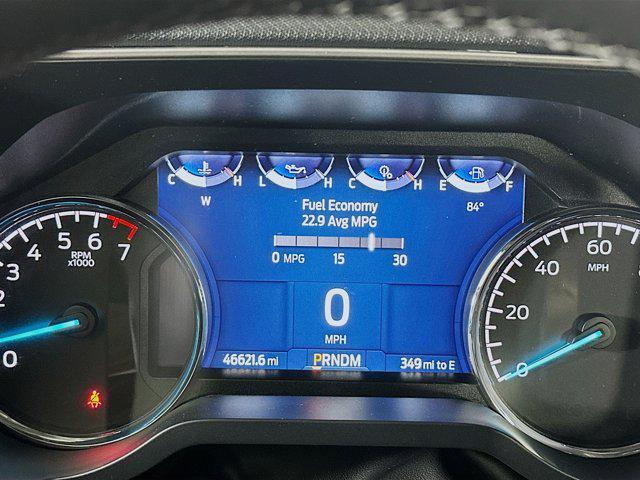 C H L H C H E F
W
84°
Fuel Economy
22.9 Avg MPG
0 MPG 15 30
0
MPH
46621.6 mi
PRNDM
349 mi to E
0 2 3 4 5 6 7
RPM
x1000
0 20 40 60
MPH